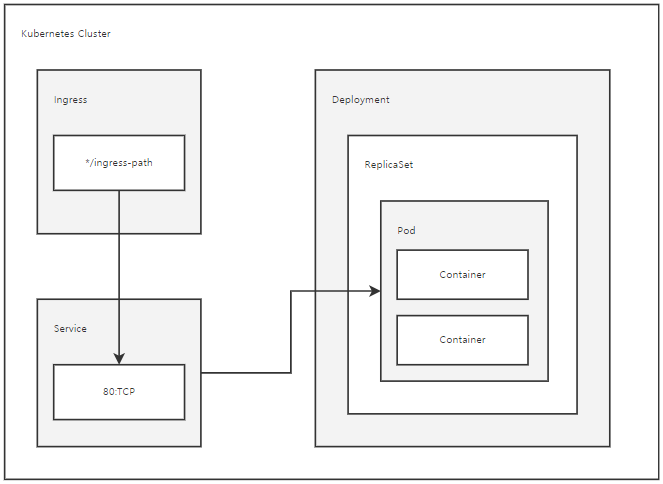 Kubernetes Cluster
Ingress
*/ingress-path
Service
80:TCP
Deployment
ReplicaSet
Pod
Container
Container